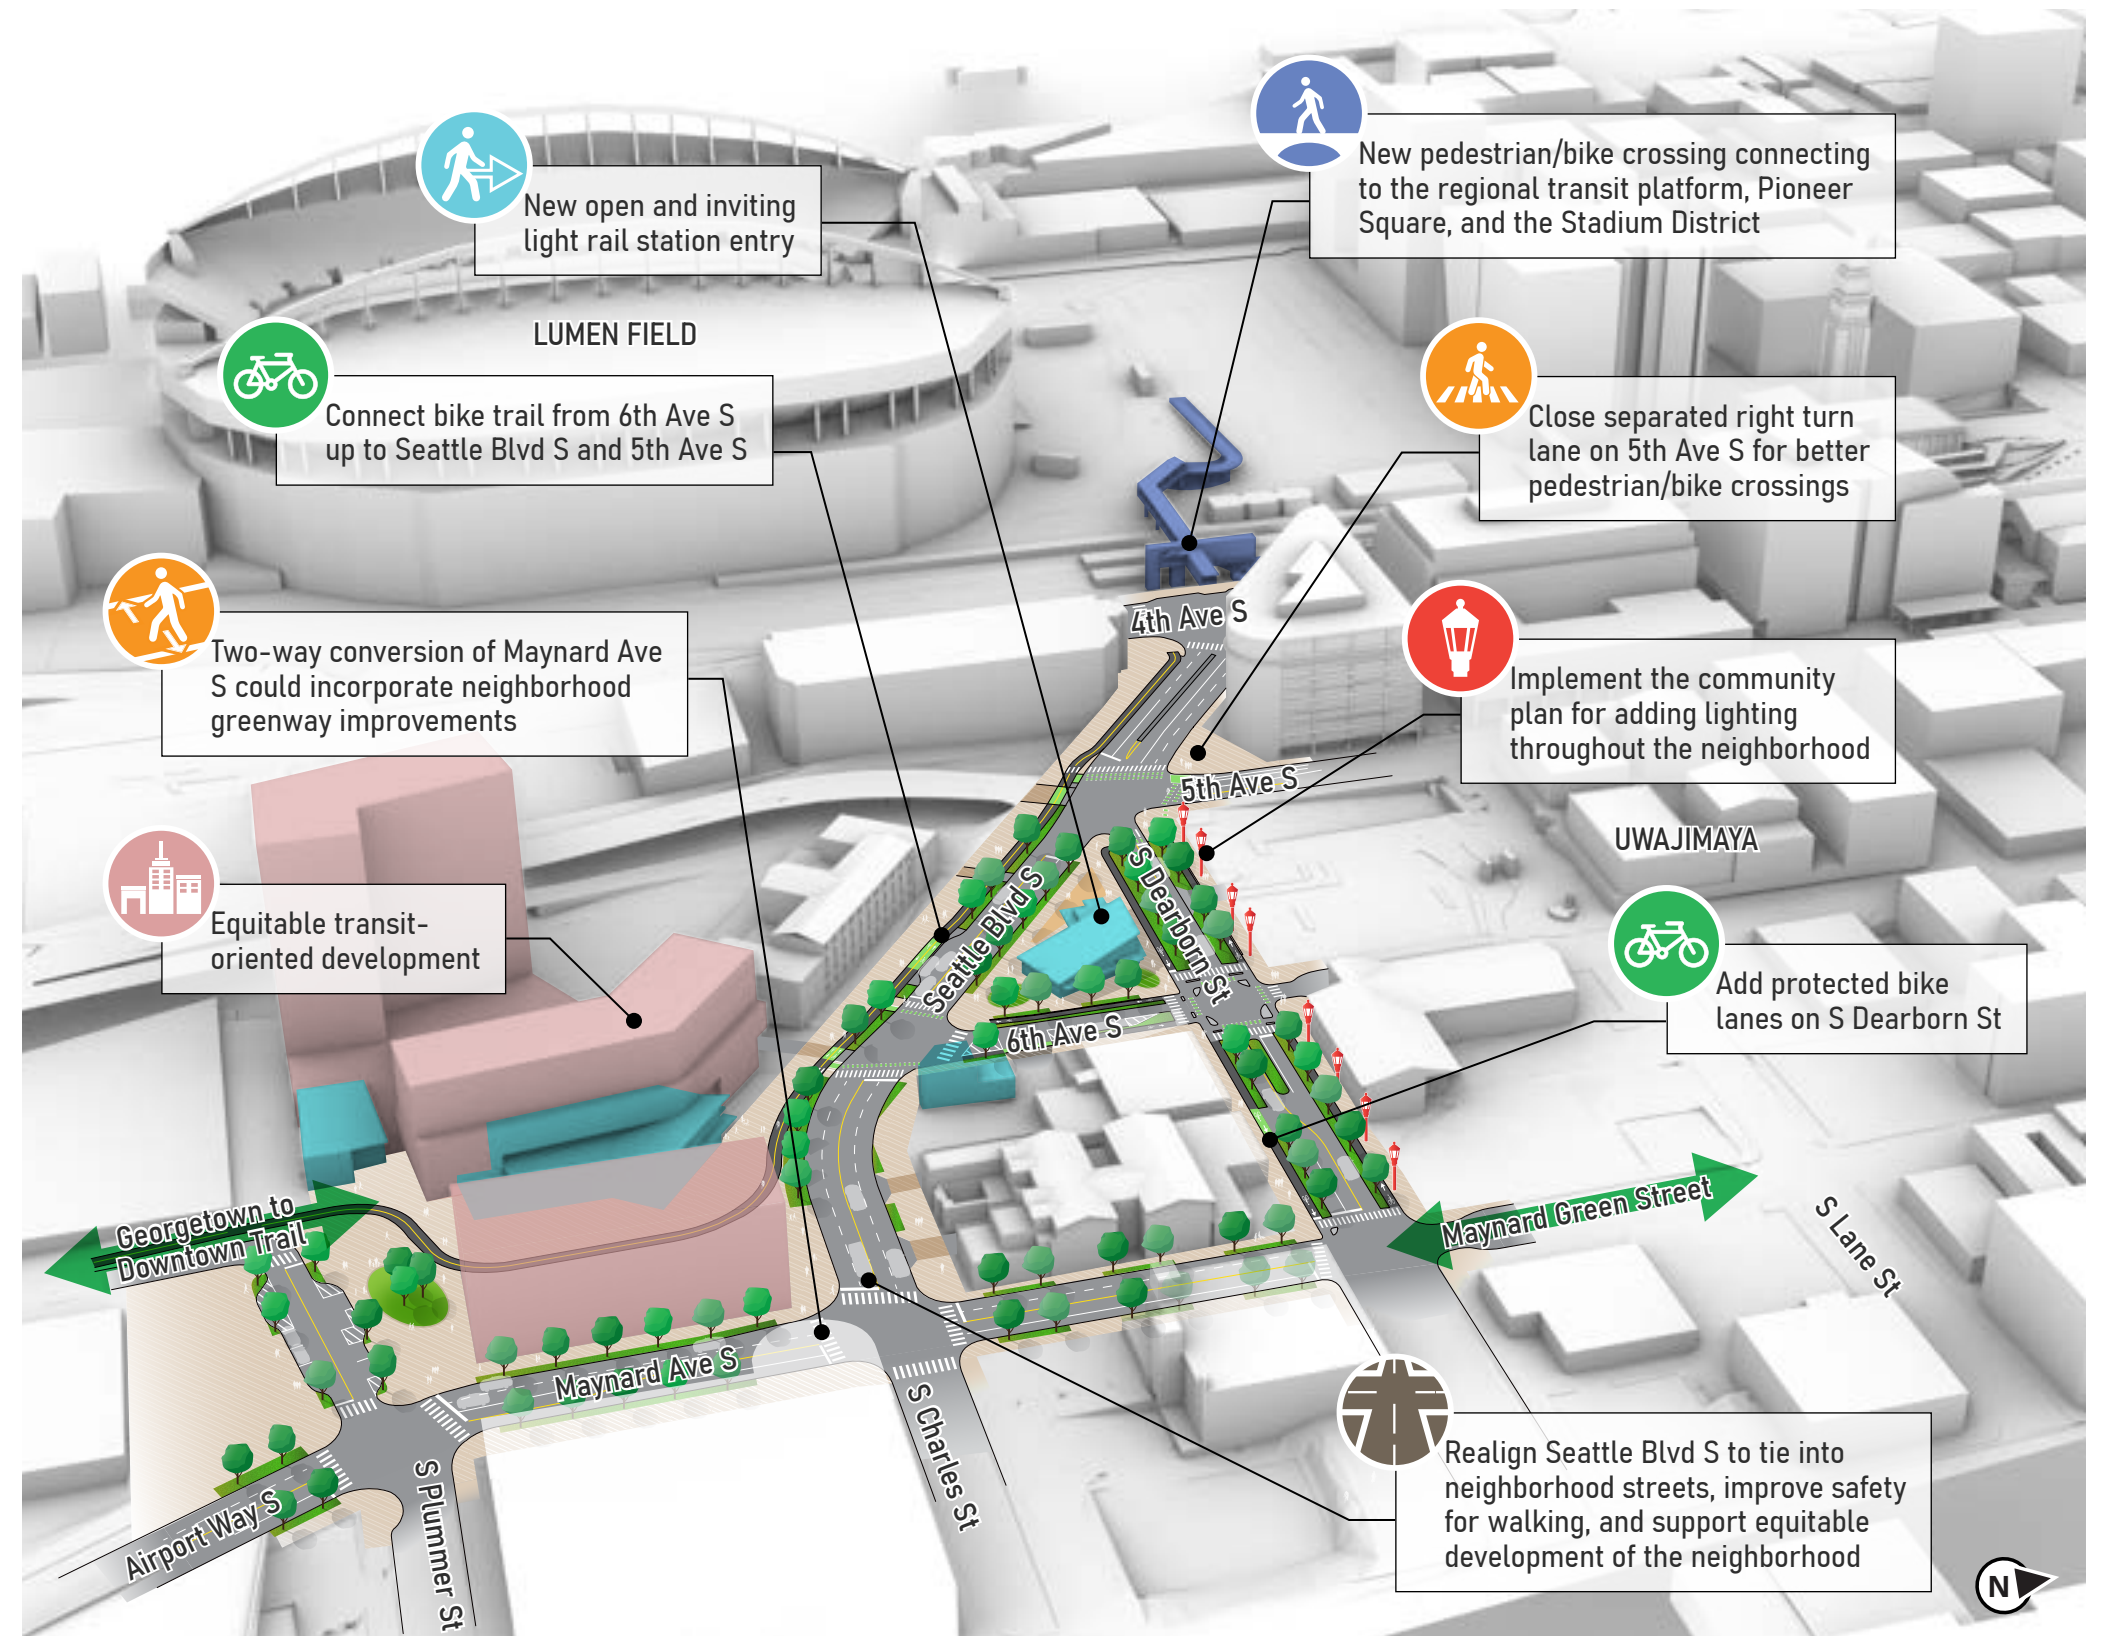 New pedestrian/bike crossing connecting
to the regional transit platform, Pioneer
Square, and the Stadium District
New open and inviting
light rail station entry
LUMEN FIELD
Connect bike trail from 6th Ave S
up to Seattle Blvd S and 5th Ave S
Close separated right turn
lane on 5th Ave S for better
pedestrian/bike crossings
4th Ave S
Two-way conversion of Maynard Ave
S could incorporate neighborhood
greenway improvements
Implement the community
plan for adding lighting
throughout the neighborhood
5th Ave S
UWAJIMAYA
Equitable transit-
oriented development
Seattle Blvd S
S Dearborn St
6th Ave S
Add protected bike
lanes on S Dearborn St
Georgetown to
Downtown Trail
Maynard Green Street
S Lane St
Maynard Ave S
S Charles St
S Plummer St
Airport Way S
Realign Seattle Blvd S to tie into
neighborhood streets, improve safety
for walking, and support equitable
development of the neighborhood
N